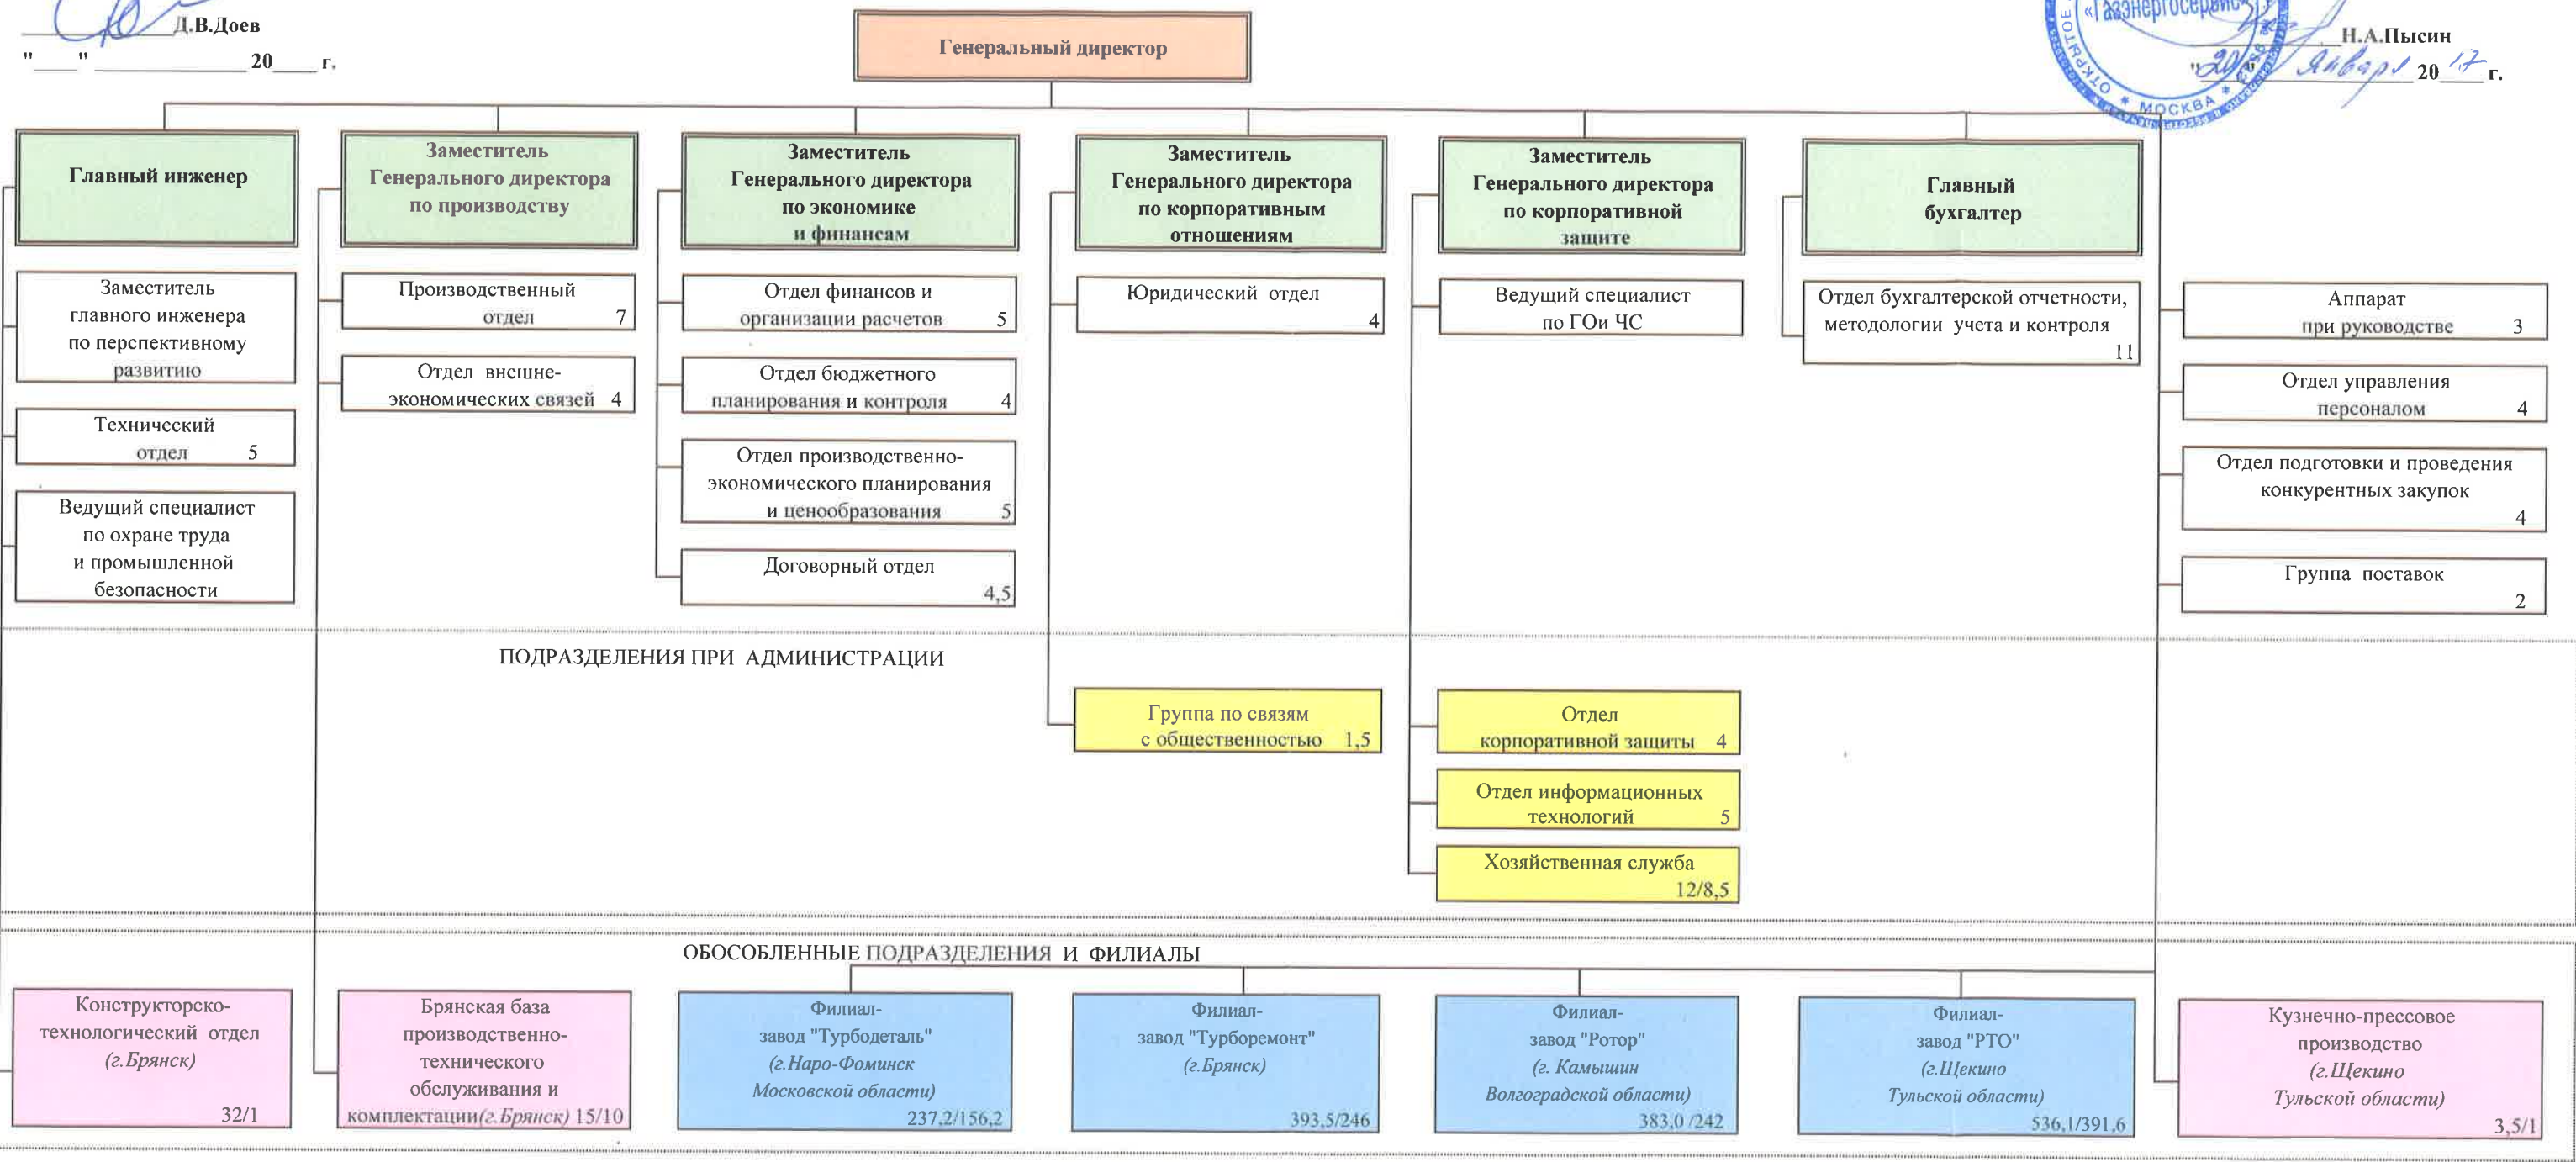 Д.В.Доев
"____" ______________ 20____ г.
Генеральный директор
«Газэнергосервис»
ОТКРЫТОЕ
* МОСКВА *
Н.А.Пысин
"20" Января 2017 г.
Главный инженер
Заместитель
Генерального директора
по производству
Заместитель
Генерального директора
по экономике
и финансам
Заместитель
Генерального директора
по корпоративным
отношениям
Заместитель
Генерального директора
по корпоративной
защите
Главный
бухгалтер
Заместитель
главного инженера
по перспективному
развитию
Технический
отдел 5
Ведущий специалист
по охране труда
и промышленной
безопасности
Производственный
отдел 7
Отдел внешне-
экономических связей 4
Отдел финансов и
организации расчетов 5
Отдел бюджетного
планирования и контроля 4
Отдел производственно-
экономического планирования
и ценообразования 5
Договорный отдел
4,5
Юридический отдел
4
Ведущий специалист
по ГОи ЧС
Отдел бухгалтерской отчетности,
методологии учета и контроля
11
Аппарат
при руководстве 3
Отдел управления
персоналом 4
Отдел подготовки и проведения
конкурентных закупок
4
Группа поставок
2
ПОДРАЗДЕЛЕНИЯ ПРИ АДМИНИСТРАЦИИ
Группа по связям
с общественностью 1,5
Отдел
корпоративной защиты 4
Отдел информационных
технологий 5
Хозяйственная служба
12/8,5
ОБОСОБЛЕННЫЕ ПОДРАЗДЕЛЕНИЯ И ФИЛИАЛЫ
Конструкторско-
технологический отдел
(г.Брянск)
32/1
Брянская база
производственно-
технического
обслуживания и
комплектации(г.Брянск) 15/10
Филиал-
завод "Турбодеталь"
(г.Наро-Фоминск
Московской области)
237,2/156,2
Филиал-
завод "Турборемонт"
(г.Брянск)
393,5/246
Филиал-
завод "Ротор"
(г. Камышин
Волгоградской области)
383,0 /242
Филиал-
завод "РТО"
(г.Щекино
Тульской области)
536,1/391,6
Кузнечно-прессовое
производство
(г.Щекино
Тульской области)
3,5/1